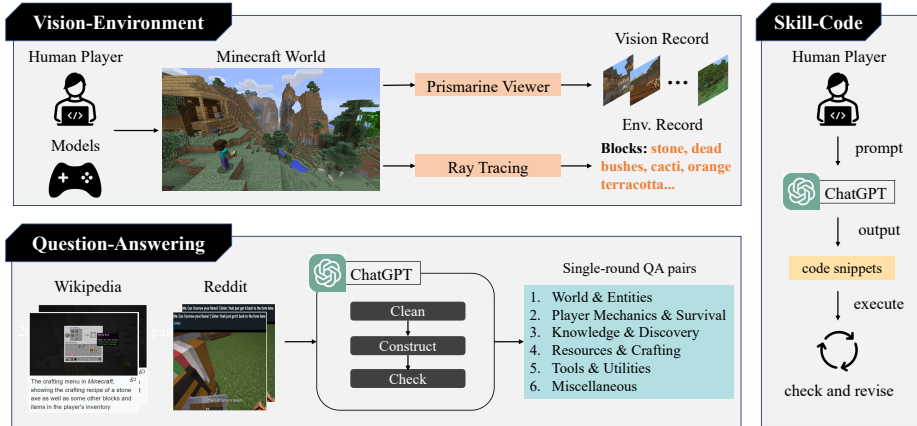 Vision-Environment
Human Player
Models
Minecraft World
Prismarine Viewer
Ray Tracing
Vision Record
Env. Record
Blocks: stone, dead
bushes, cacti, orange
terracotta...
Question-Answering
Wikipedia
Reddit
The crafting menu in Minecraft,
showing the crafting recipe of a stone
axe as well as some other blocks and
items in the player's inventory
ChatGPT
Clean
Construct
Check
Single-round QA pairs
1. World & Entities
2. Player Mechanics & Survival
3. Knowledge & Discovery
4. Resources & Crafting
5. Tools & Utilities
6. Miscellaneous
Skill-Code
Human Player
prompt
ChatGPT
output
code snippets
execute
check and revise